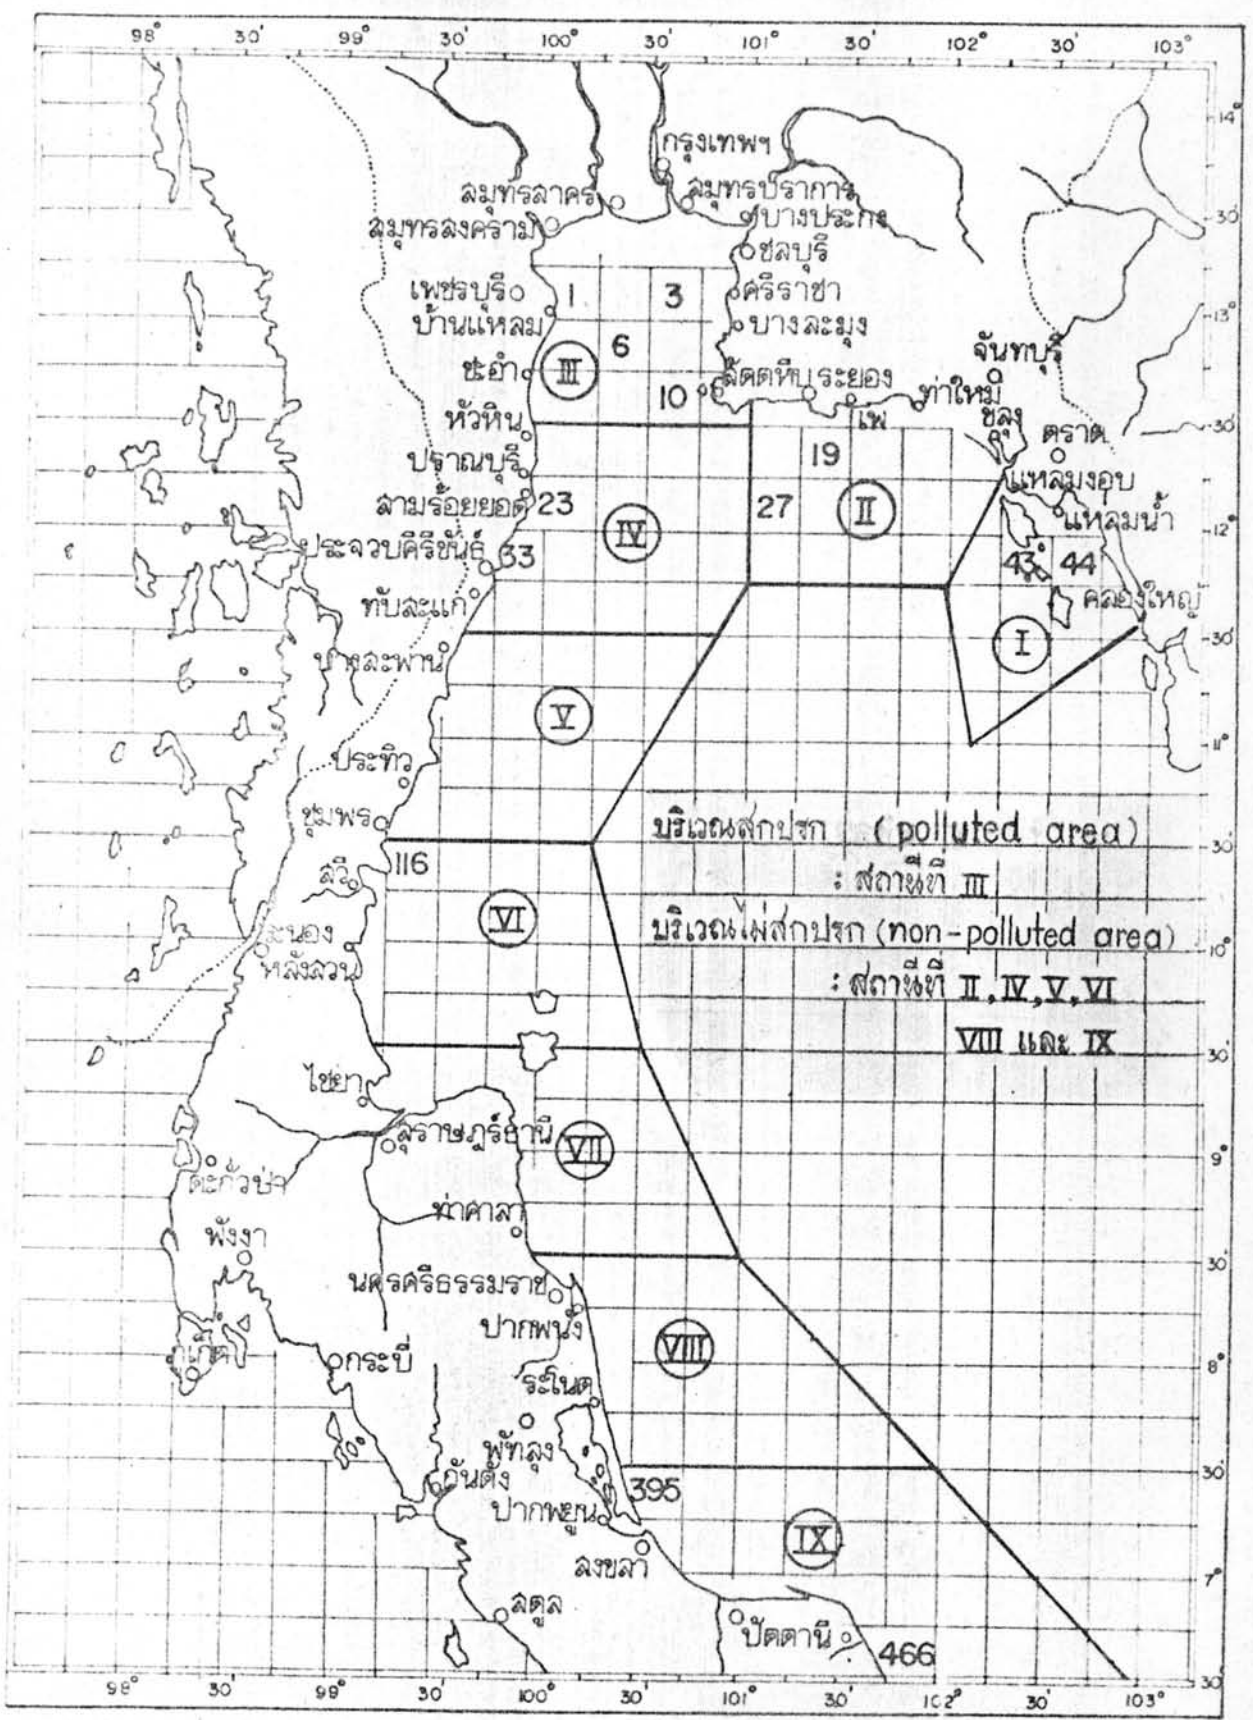 98° 30' 99° 30' 100° 30' 101° 30' 102° 30' 103°
14°
กรุงเทพฯ
สมุทรสาคร
สมุทรปราการ
30'
บางปะกง
สมุทรสงคราม
ชลบุรี
เพชรบุรี
1
3
ศรีราชา
13°
บ้านแหลม
บางละมุง
6
จันทบุรี
ชะอำ
III
สัตตหีบ
ระยอง
10
ท่าใหม่
หัวหิน
เพ
ขลุง
30'
ตราด
ปราณบุรี
19
แหลมงอบ
สามร้อยยอด
23
IV
27
II
แหลมน้ำ
12°
ประจวบคิรีขันธ์
33
43
44
ทับสะแก
คลองใหญ่
I
30'
บางสะพาน
V
11°
ประทิว
ชุมพร
บริเวณสกปรก (polluted area)
30'
116
: สถานีที่ III
สวี
VI
บริเวณไม่สกปรก (non-polluted area)
10°
ระนอง
หลังสวน
: สถานีที่ II, IV, V, VI
VIII และ IX
30'
ไชยา
สุราษฎร์ธานี
VII
9°
ตะกั่วป่า
ท่าศาลา
พังงา
30'
นครศรีธรรมราช
ปากพนัง
VIII
ภูเก็ต
กระบี่
8°
ระโนด
พัทลุง
30'
กันตัง
395
ปากพยูน
IX
สงขลา
7°
สตูล
ปัตตานี
466
30'
98° 30' 99° 30' 100° 30' 101° 30' 102° 30' 103°